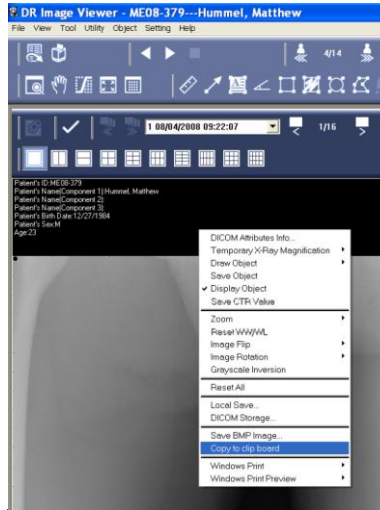 DR Image Viewer - ME08-379---Hummel, Matthew
File View Tool Utility Object Setting Help
4/14
1 08/04/2008 09:22:07
1/16
Patient's ID:ME08-379
Patient's Name(Component 1):Hummel, Matthew
Patient's Name(Component 2):
Patient's Name(Component 3):
Patient's Birth Date:12/27/1984
Patient's Sex:M
Age:23
DICOM Attributes Info...
Temporary X-Ray Magnification
Draw Object
Save Object
Display Object
Save CTR Value
Zoom
Reset WW/WL
Image Flip
Image Rotation
Grayscale Inversion
Reset All
Local Save...
DICOM Storage...
Save BMP Image...
Copy to clip board
Windows Print
Windows Print Preview